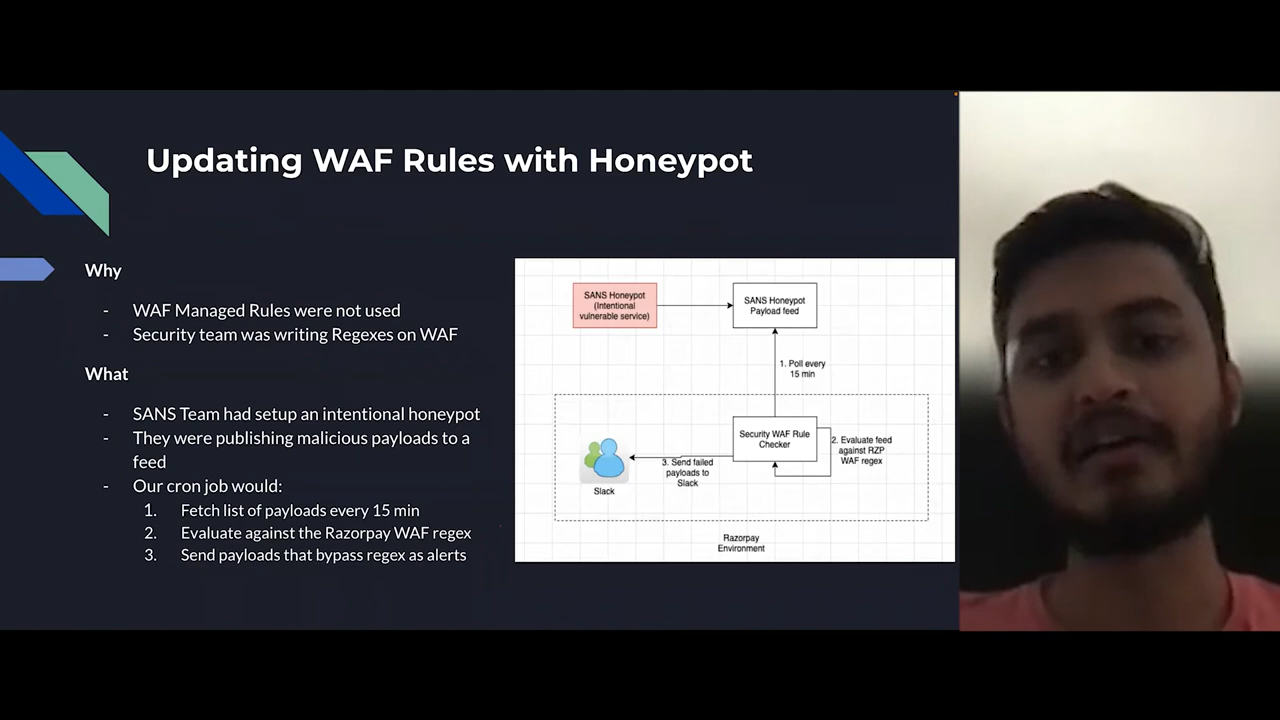 Updating WAF Rules with Honeypot
Why
- WAF Managed Rules were not used
- Security team was writing Regexes on WAF
What
- SANS Team had setup an intentional honeypot
- They were publishing malicious payloads to a
feed
- Our cron job would:
1. Fetch list of payloads every 15 min
2. Evaluate against the Razorpay WAF regex
3. Send payloads that bypass regex as alerts
SANS Honeypot
(Intentional
vulnerable service)
SANS Honeypot
Payload feed
1. Poll every
15 min
Security WAF Rule
Checker
2. Evaluate feed
against RZP
WAF regex
3. Send failed
payloads to
Slack
Slack
Razorpay
Environment